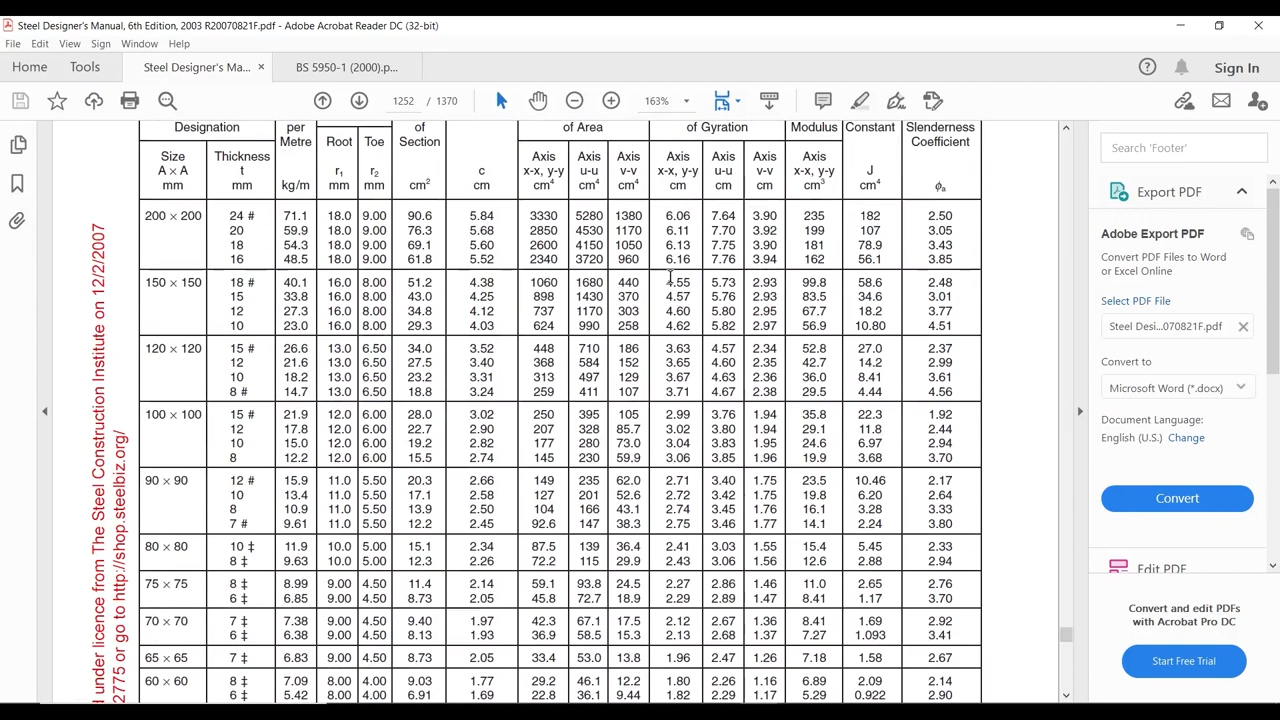 Steel Designer's Manual, 6th Edition, 2003 R20070821F.pdf - Adobe Acrobat Reader DC (32-bit)
File Edit View Sign Window Help
Home Tools Steel Designer's Ma... × BS 5950-1 (2000).p... Sign In
1252 / 1370 163%
Designation per of of Area of Gyration Modulus Constant Slenderness
Metre Root Toe Section Coefficient
Size Thickness Axis Axis Axis Axis Axis Axis Axis
A × A t r1 r2 c x-x, y-y u-u v-v x-x, y-y u-u v-v x-x, y-y J
mm mm kg/m mm mm cm2 cm cm4 cm4 cm4 cm cm cm cm3 cm4 ϕa
200 × 200 24 # 71.1 18.0 9.00 90.6 5.84 3330 5280 1380 6.06 7.64 3.90 235 182 2.50
20 59.9 18.0 9.00 76.3 5.68 2850 4530 1170 6.11 7.70 3.92 199 107 3.05
18 54.3 18.0 9.00 69.1 5.60 2600 4150 1050 6.13 7.75 3.90 181 78.9 3.43
16 48.5 18.0 9.00 61.8 5.52 2340 3720 960 6.16 7.76 3.94 162 56.1 3.85
150 × 150 18 # 40.1 16.0 8.00 51.2 4.38 1060 1680 440 4.55 5.73 2.93 99.8 58.6 2.48
15 33.8 16.0 8.00 43.0 4.25 898 1430 370 4.57 5.76 2.93 83.5 34.6 3.01
12 27.3 16.0 8.00 34.8 4.12 737 1170 303 4.60 5.80 2.95 67.7 18.2 3.77
10 23.0 16.0 8.00 29.3 4.03 624 990 258 4.62 5.82 2.97 56.9 10.80 4.51
120 × 120 15 # 26.6 13.0 6.50 34.0 3.52 448 710 186 3.63 4.57 2.34 52.8 27.0 2.37
12 21.6 13.0 6.50 27.5 3.40 368 584 152 3.65 4.60 2.35 42.7 14.2 2.99
10 18.2 13.0 6.50 23.2 3.31 313 497 129 3.67 4.63 2.36 36.0 8.41 3.61
8 # 14.7 13.0 6.50 18.8 3.24 259 411 107 3.71 4.67 2.38 29.5 4.44 4.56
100 × 100 15 # 21.9 12.0 6.00 28.0 3.02 250 395 105 2.99 3.76 1.94 35.8 22.3 1.92
12 17.8 12.0 6.00 22.7 2.90 207 328 85.7 3.02 3.80 1.94 29.1 11.8 2.44
10 15.0 12.0 6.00 19.2 2.82 177 280 73.0 3.04 3.83 1.95 24.6 6.97 2.94
8 12.2 12.0 6.00 15.5 2.74 145 230 59.9 3.06 3.85 1.96 19.9 3.68 3.70
90 × 90 12 # 15.9 11.0 5.50 20.3 2.66 149 235 62.0 2.71 3.40 1.75 23.5 10.46 2.17
10 13.4 11.0 5.50 17.1 2.58 127 201 52.6 2.72 3.42 1.75 19.8 6.20 2.64
8 10.9 11.0 5.50 13.9 2.50 104 166 43.1 2.74 3.45 1.76 16.1 3.28 3.33
7 # 9.61 11.0 5.50 12.2 2.45 92.6 147 38.3 2.75 3.46 1.77 14.1 2.24 3.80
80 × 80 10 ‡ 11.9 10.0 5.00 15.1 2.34 87.5 139 36.4 2.41 3.03 1.55 15.4 5.45 2.33
8 ‡ 9.63 10.0 5.00 12.3 2.26 72.2 115 29.9 2.43 3.06 1.56 12.6 2.88 2.94
75 × 75 8 ‡ 8.99 9.00 4.50 11.4 2.14 59.1 93.8 24.5 2.27 2.86 1.46 11.0 2.65 2.76
6 ‡ 6.85 9.00 4.50 8.73 2.05 45.8 72.7 18.9 2.29 2.89 1.47 8.41 1.17 3.70
70 × 70 7 ‡ 7.38 9.00 4.50 9.40 1.97 42.3 67.1 17.5 2.12 2.67 1.36 8.41 1.69 2.92
6 ‡ 6.38 9.00 4.50 8.13 1.93 36.9 58.5 15.3 2.13 2.68 1.37 7.27 1.093 3.41
65 × 65 7 ‡ 6.83 9.00 4.50 8.73 2.05 33.4 53.0 13.8 1.96 2.47 1.26 7.18 1.58 2.67
60 × 60 8 ‡ 7.09 8.00 4.00 9.03 1.77 29.2 46.1 12.2 1.80 2.26 1.16 6.89 2.09 2.14
6 ‡ 5.42 8.00 4.00 6.91 1.69 22.8 36.1 9.44 1.82 2.29 1.17 5.29 0.922 2.90
d under licence from The Steel Construction Institute on 12/2/2007
2775 or go to http://shop.steelbiz.org/
Search 'Footer'
Export PDF
Adobe Export PDF
Convert PDF Files to Word
or Excel Online
Select PDF File
Steel Desi...070821F.pdf
Convert to
Microsoft Word (*.docx)
Document Language:
English (U.S.) Change
Convert
Edit PDF
Convert and edit PDFs
with Acrobat Pro DC
Start Free Trial